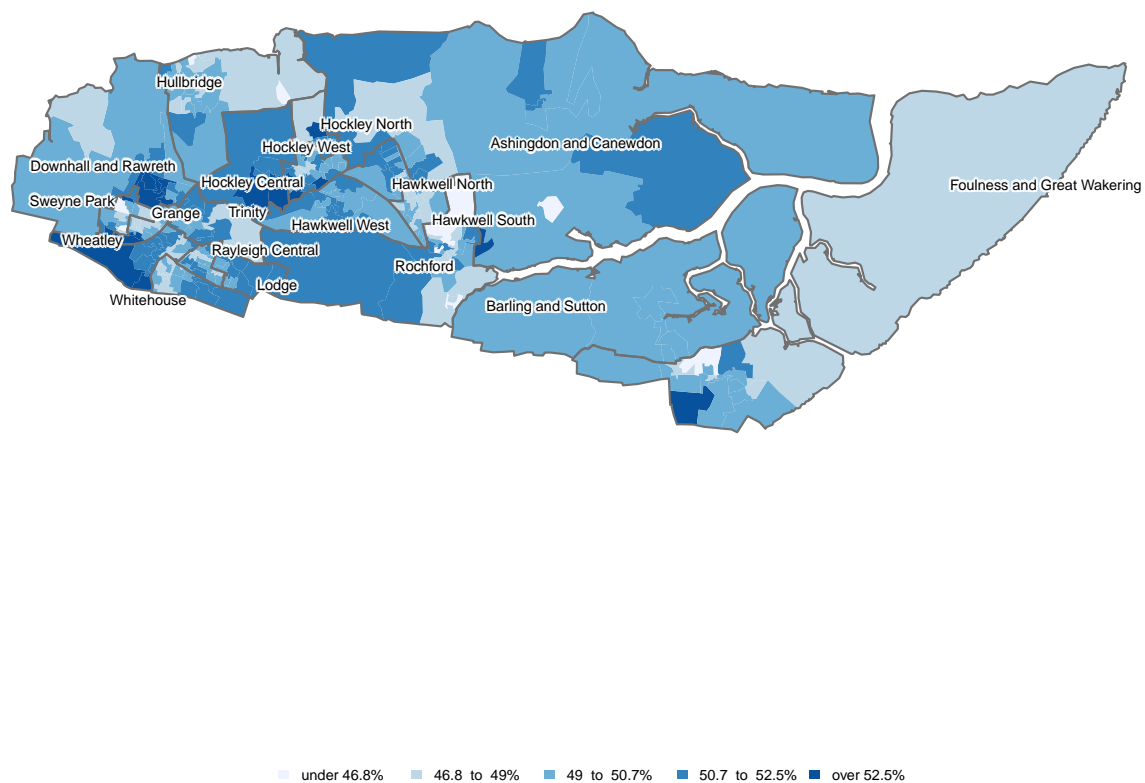 Hullbridge
Hockley North
Hockley West
Ashingdon and Canewdon
Downhall and Rawreth
Hockley Central
Hawkwell North
Foulness and Great Wakering
Sweyne Park
Grange
Trinity
Hawkwell South
Hawkwell West
Wheatley
Rayleigh Central
Rochford
Lodge
Whitehouse
Barling and Sutton
under 46.8%
46.8 to 49%
49 to 50.7%
50.7 to 52.5%
over 52.5%